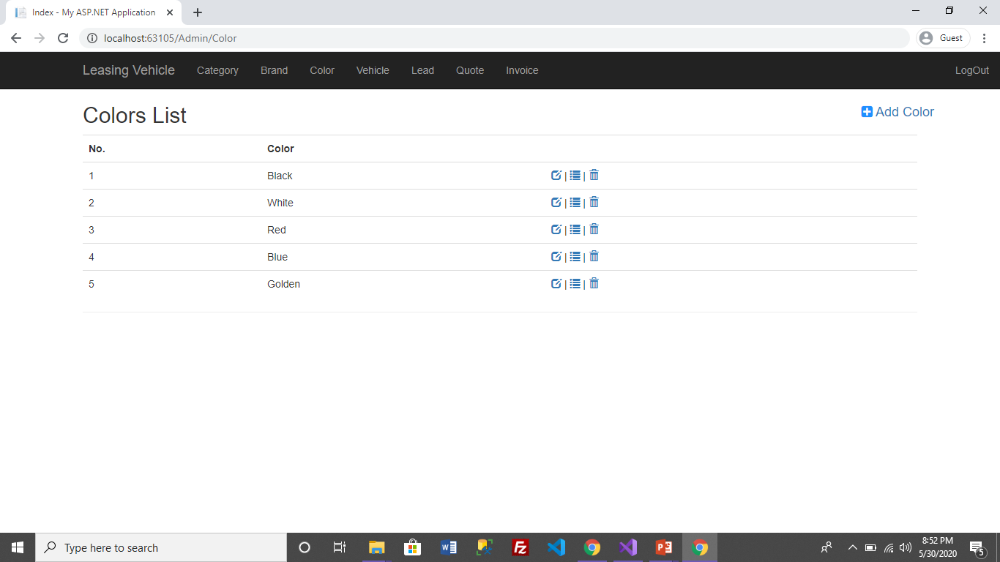 Index - My ASP.NET Application
localhost:63105/Admin/Color
Guest
Leasing Vehicle Category Brand Color Vehicle Lead Quote Invoice LogOut
Colors List
Add Color
No. Color
1 Black | |
2 White | |
3 Red | |
4 Blue | |
5 Golden | |
Type here to search
8:52 PM
5/30/2020
5